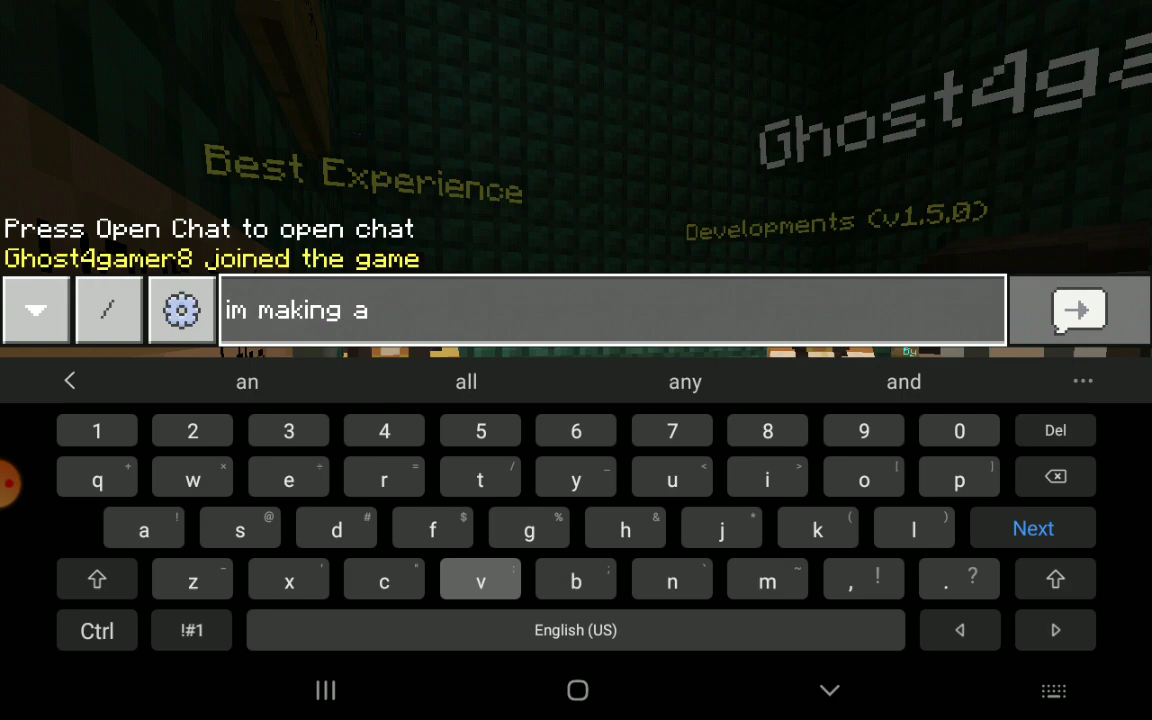 Ghost4ga
Best Experience
Developments (v1.5.0)
Press Open Chat to open chat
Ghost4gamer8 joined the game
/
im making a
By
an all any and ...
1 2 3 4 5 6 7 8 9 0 Del
q + w × e ÷ r = t / y _ u < i > o [ p ]
a ! s @ d # f $ g % h & j * k ( l ) Next
z - x ' c " v : b ; n ` m ~ , ! . ?
Ctrl !#1 English (US)